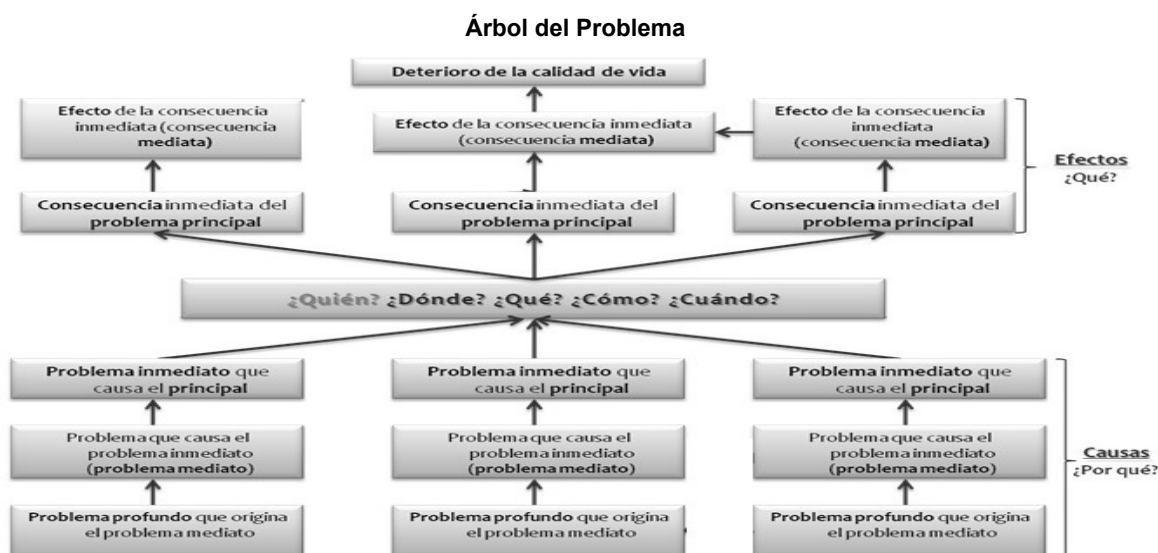 Árbol del Problema
Deterioro de la calidad de vida
Efecto de la consecuencia
inmediata (consecuencia
mediata)
Efecto de la consecuencia inmediata
(consecuencia mediata)
Efecto de la consecuencia
inmediata
(consecuencia mediata)
Efectos
¿Qué?
Consecuencia inmediata del
problema principal
Consecuencia inmediata del
problema principal
Consecuencia inmediata del
problema principal
¿Quién? ¿Dónde? ¿Qué? ¿Cómo? ¿Cuándo?
Problema inmediato que
causa el principal
Problema inmediato que
causa el principal
Problema inmediato que
causa el principal
Problema que causa el
problema inmediato
(problema mediato)
Problema que causa el
problema inmediato
(problema mediato)
Problema que causa el
problema inmediato
(problema mediato)
Causas
¿Por qué?
Problema profundo que origina
el problema mediato
Problema profundo que origina
el problema mediato
Problema profundo que origina
el problema mediato